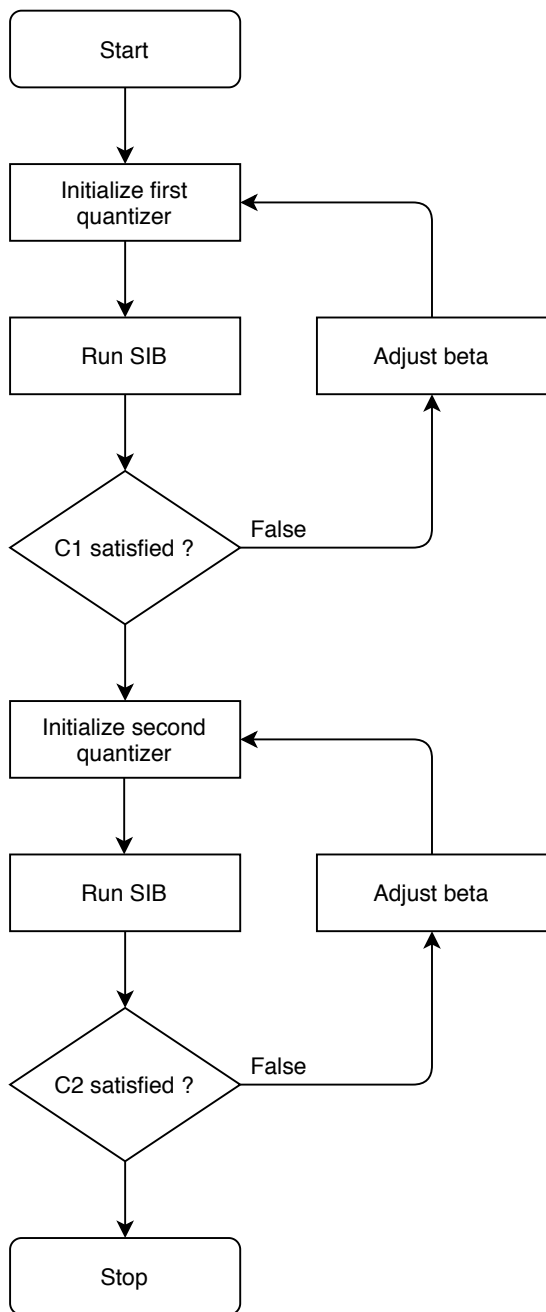 Start
Initialize first
quantizer
Run SIB
Adjust beta
C1 satisfied ?
False
Initialize second
quantizer
Run SIB
Adjust beta
C2 satisfied ?
False
Stop